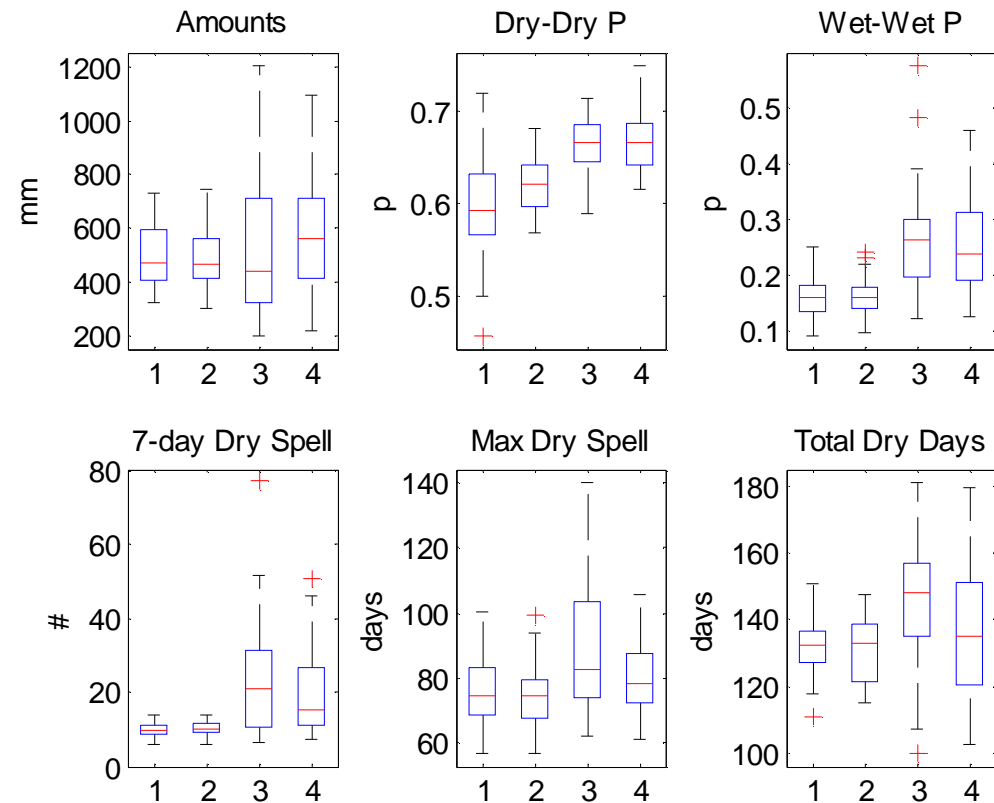 Amounts
mm
1200
1000
800
600
400
200
1 2 3 4
Dry-Dry P
p
0.7
0.6
0.5
1 2 3 4
Wet-Wet P
p
0.5
0.4
0.3
0.2
0.1
1 2 3 4
7-day Dry Spell
#
80
60
40
20
0
1 2 3 4
Max Dry Spell
days
140
120
100
80
60
1 2 3 4
Total Dry Days
days
180
160
140
120
100
1 2 3 4